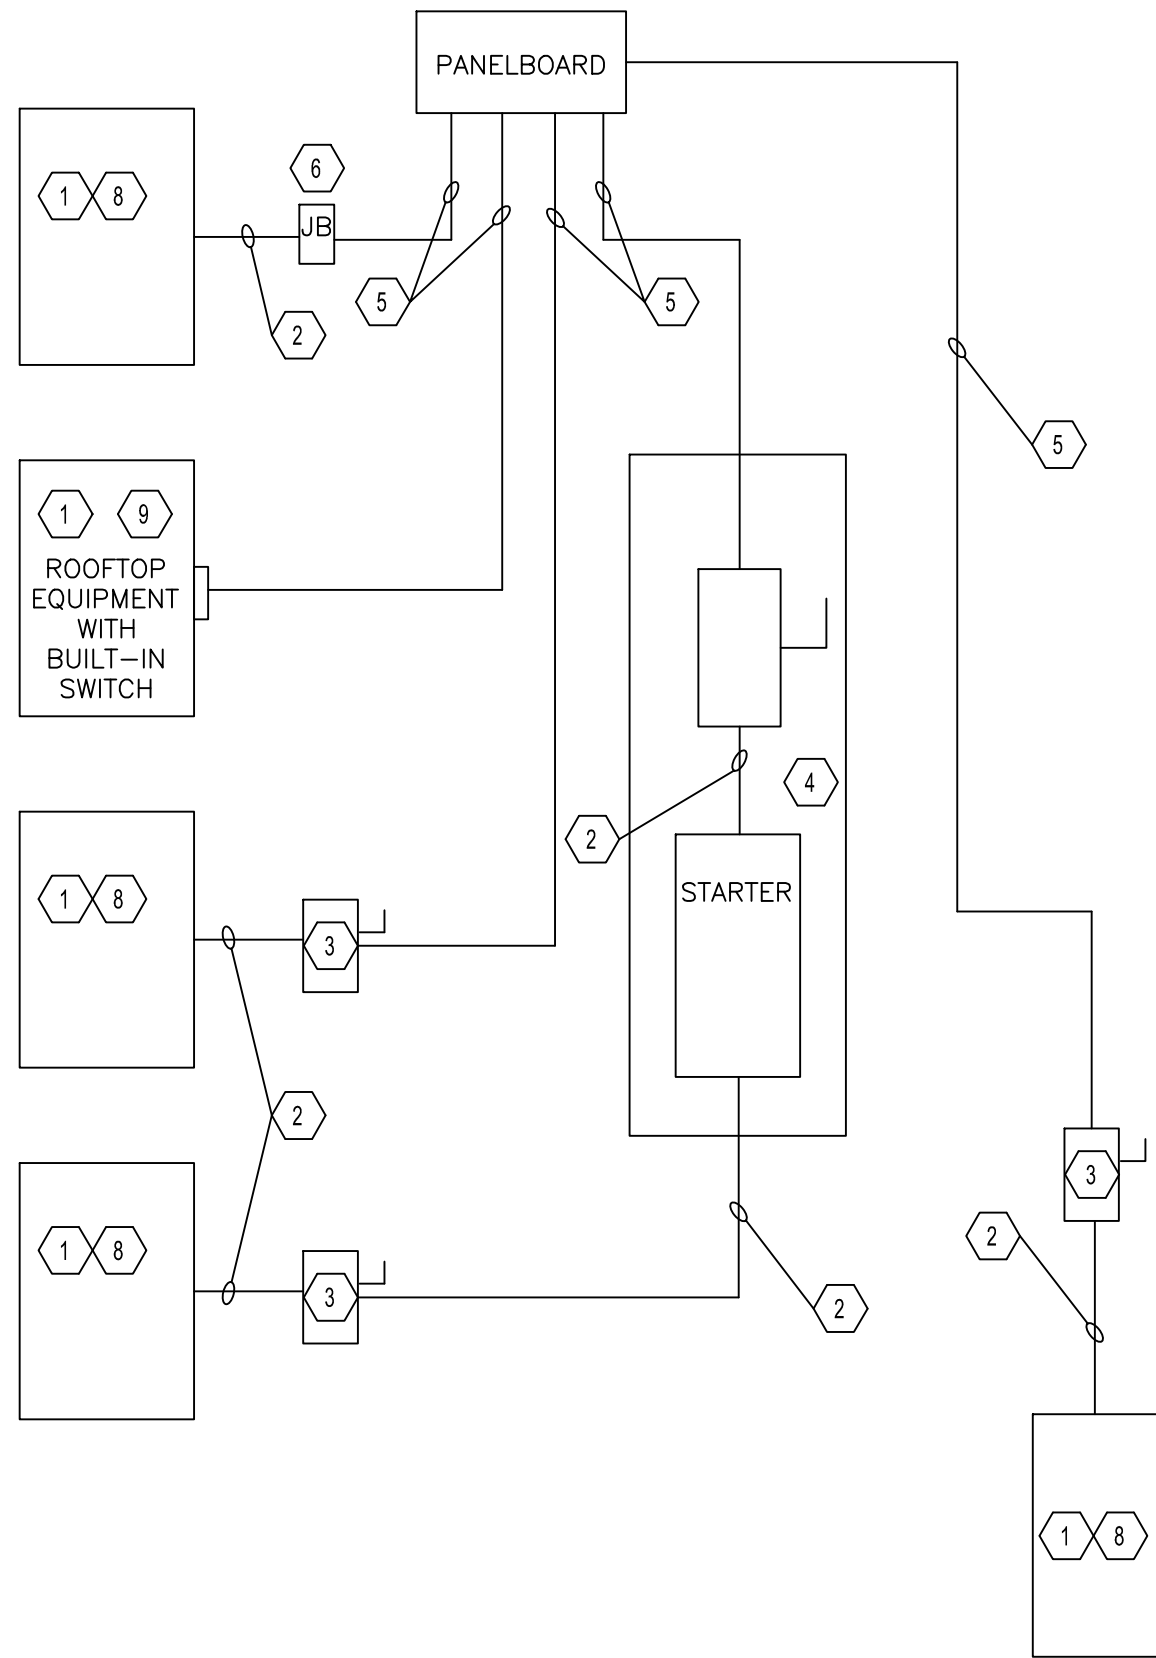 PANELBOARD
6
1 8
JB
5
5
2
5
1 9
ROOFTOP
EQUIPMENT
WITH
BUILT-IN
SWITCH
4
2
STARTER
1 8
3
2
3
2
1 8
3
2
1 8